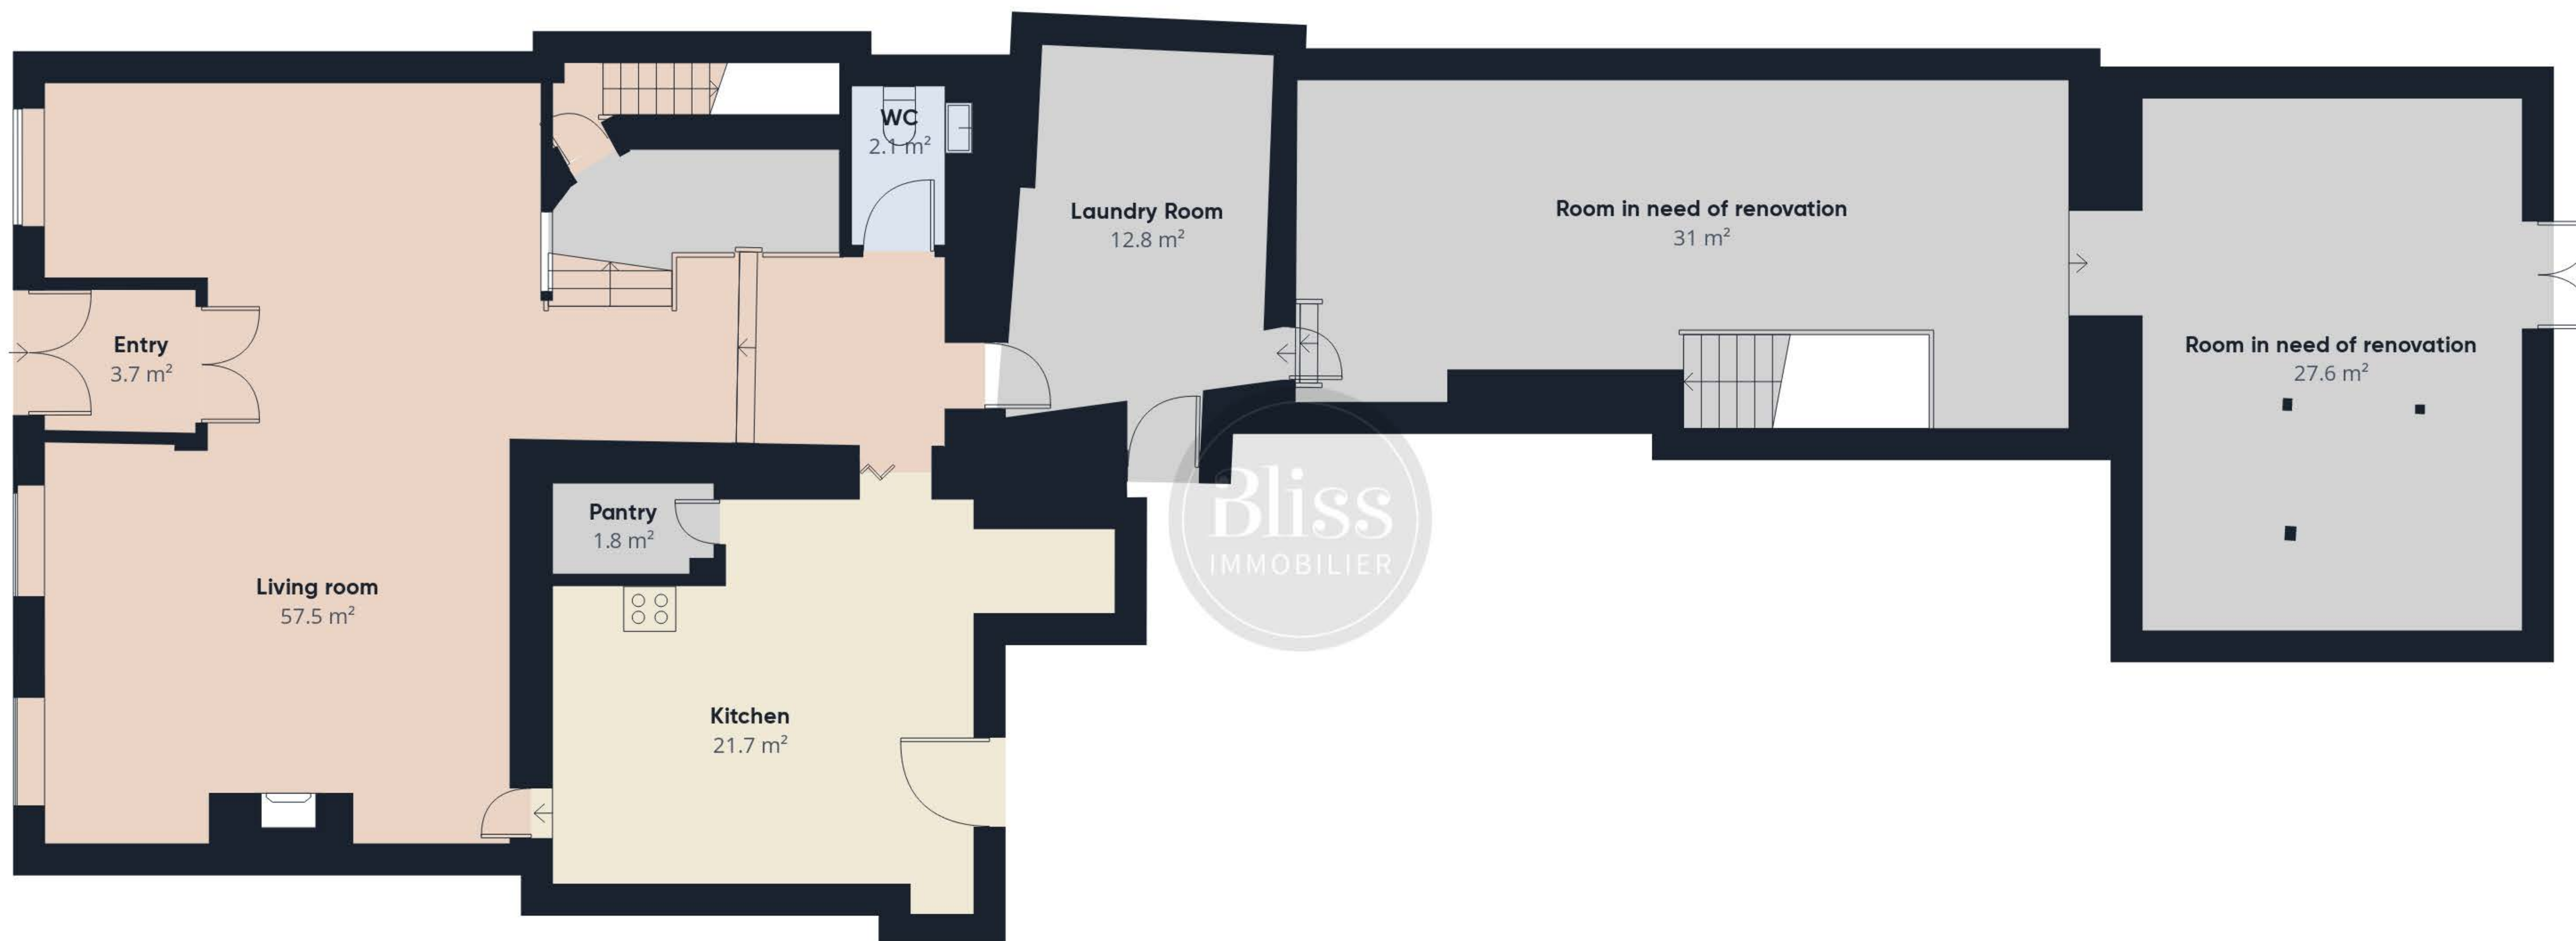 WC
2.1 m²
Laundry Room
12.8 m²
Room in need of renovation
31 m²
Entry
3.7 m²
Room in need of renovation
27.6 m²
Pantry
1.8 m²
Bliss
IMMOBILIER
Living room
57.5 m²
Kitchen
21.7 m²